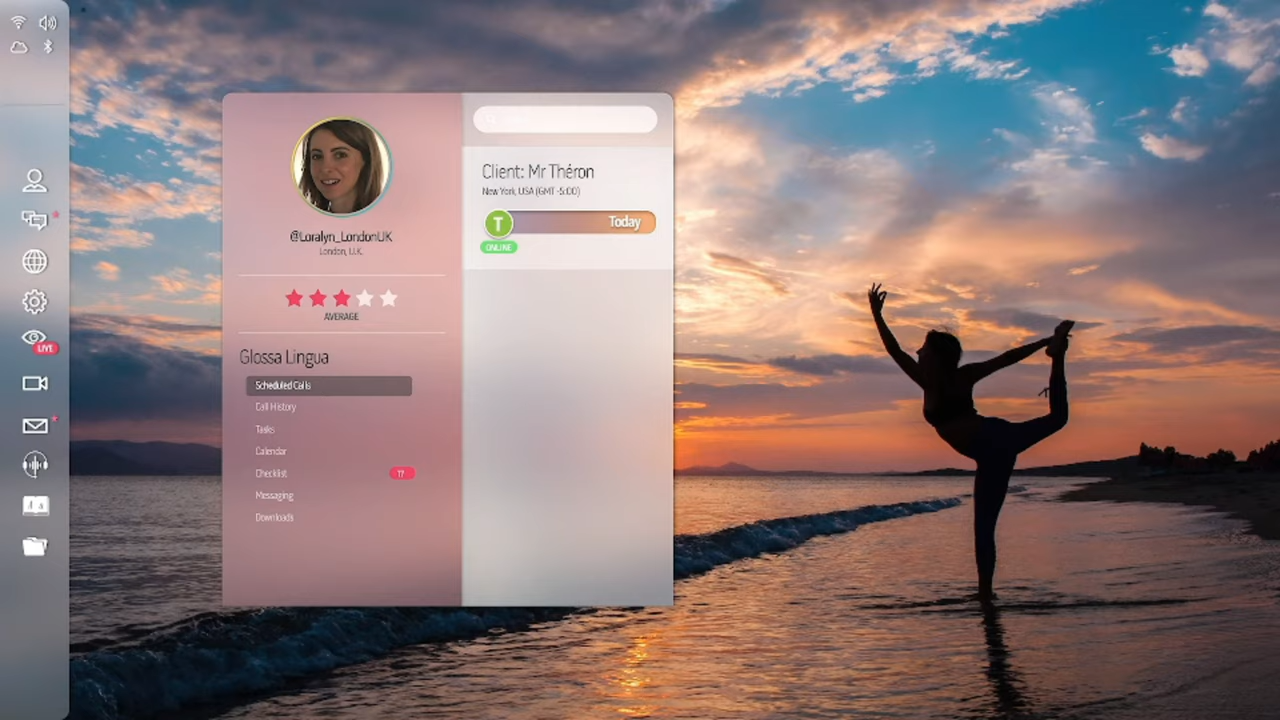 LIVE
@Loralyn_LondonUK
London, U.K.
AVERAGE
Glossa Lingua
Scheduled Calls
Call History
Tasks
Calendar
Checklist
17
Messaging
Downloads
Client: Mr Théron
New York, USA (GMT -5:00)
T
Today
ONLINE